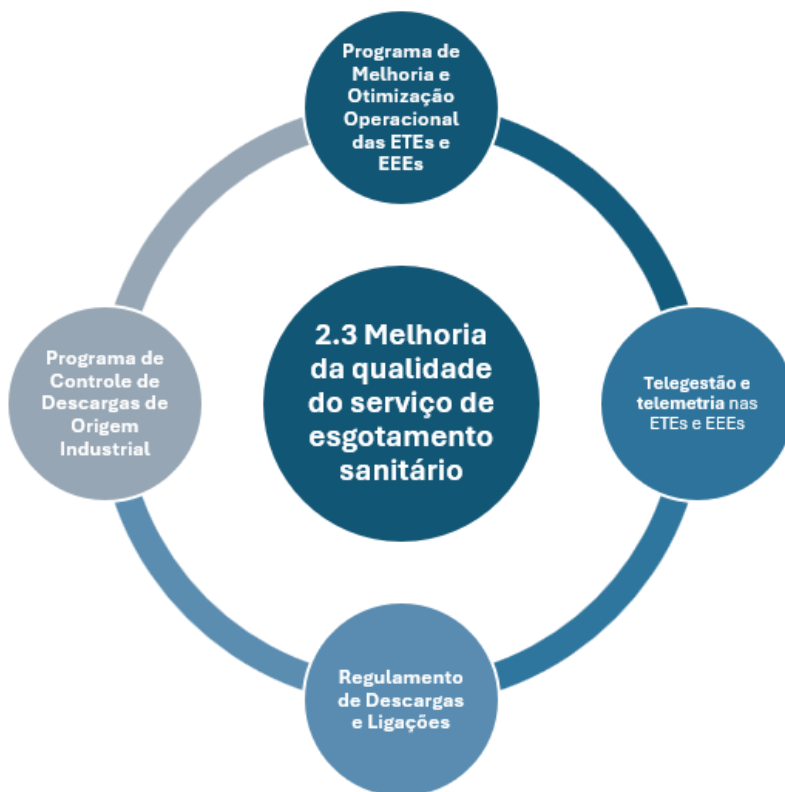 Programa de
Melhoria e
Otimização
Operacional
das ETEs e
EEEs
2.3 Melhoria
da qualidade
do serviço de
esgotamento
sanitário
Programa de
Controle de
Descargas de
Origem
Industrial
Telegestão e
telemetria nas
ETEs e EEEs
Regulamento
de Descargas
e Ligações